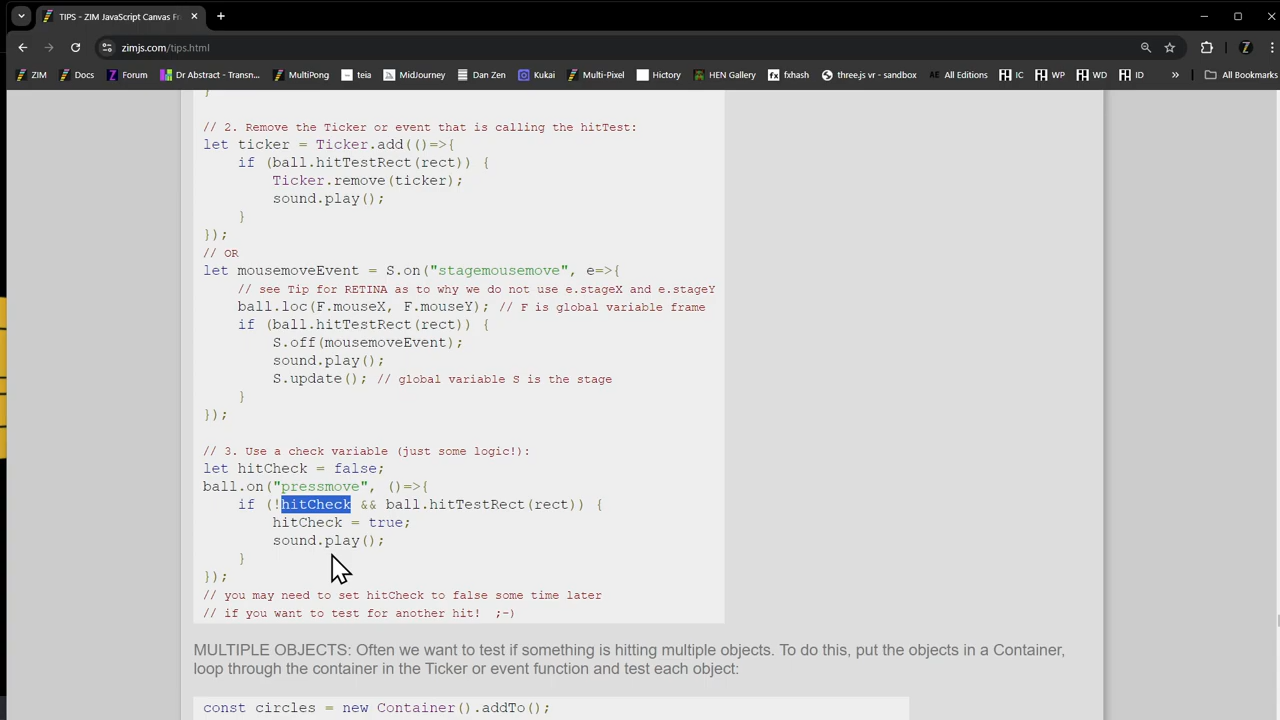 TIPS - ZIM JavaScript Canvas Fr
zimjs.com/tips.html
ZIM Docs Forum Dr Abstract - Transn... MultiPong teia MidJourney Dan Zen Kukai Multi-Pixel Hictory HEN Gallery fxhash three.js vr - sandbox AE All Editions IC WP WD ID » All Bookmarks
}
// 2. Remove the Ticker or event that is calling the hitTest:
let ticker = Ticker.add(()=>{
if (ball.hitTestRect(rect)) {
Ticker.remove(ticker);
sound.play();
}
});
// OR
let mousemoveEvent = S.on("stagemousemove", e=>{
// see Tip for RETINA as to why we do not use e.stageX and e.stageY
ball.loc(F.mouseX, F.mouseY); // F is global variable frame
if (ball.hitTestRect(rect)) {
S.off(mousemoveEvent);
sound.play();
S.update(); // global variable S is the stage
}
});
// 3. Use a check variable (just some logic!):
let hitCheck = false;
ball.on("pressmove", ()=>{
if (!hitCheck && ball.hitTestRect(rect)) {
hitCheck = true;
sound.play();
}
});
// you may need to set hitCheck to false some time later
// if you want to test for another hit!  ;-)
MULTIPLE OBJECTS: Often we want to test if something is hitting multiple objects. To do this, put the objects in a Container,
loop through the container in the Ticker or event function and test each object:
const circles = new Container().addTo();